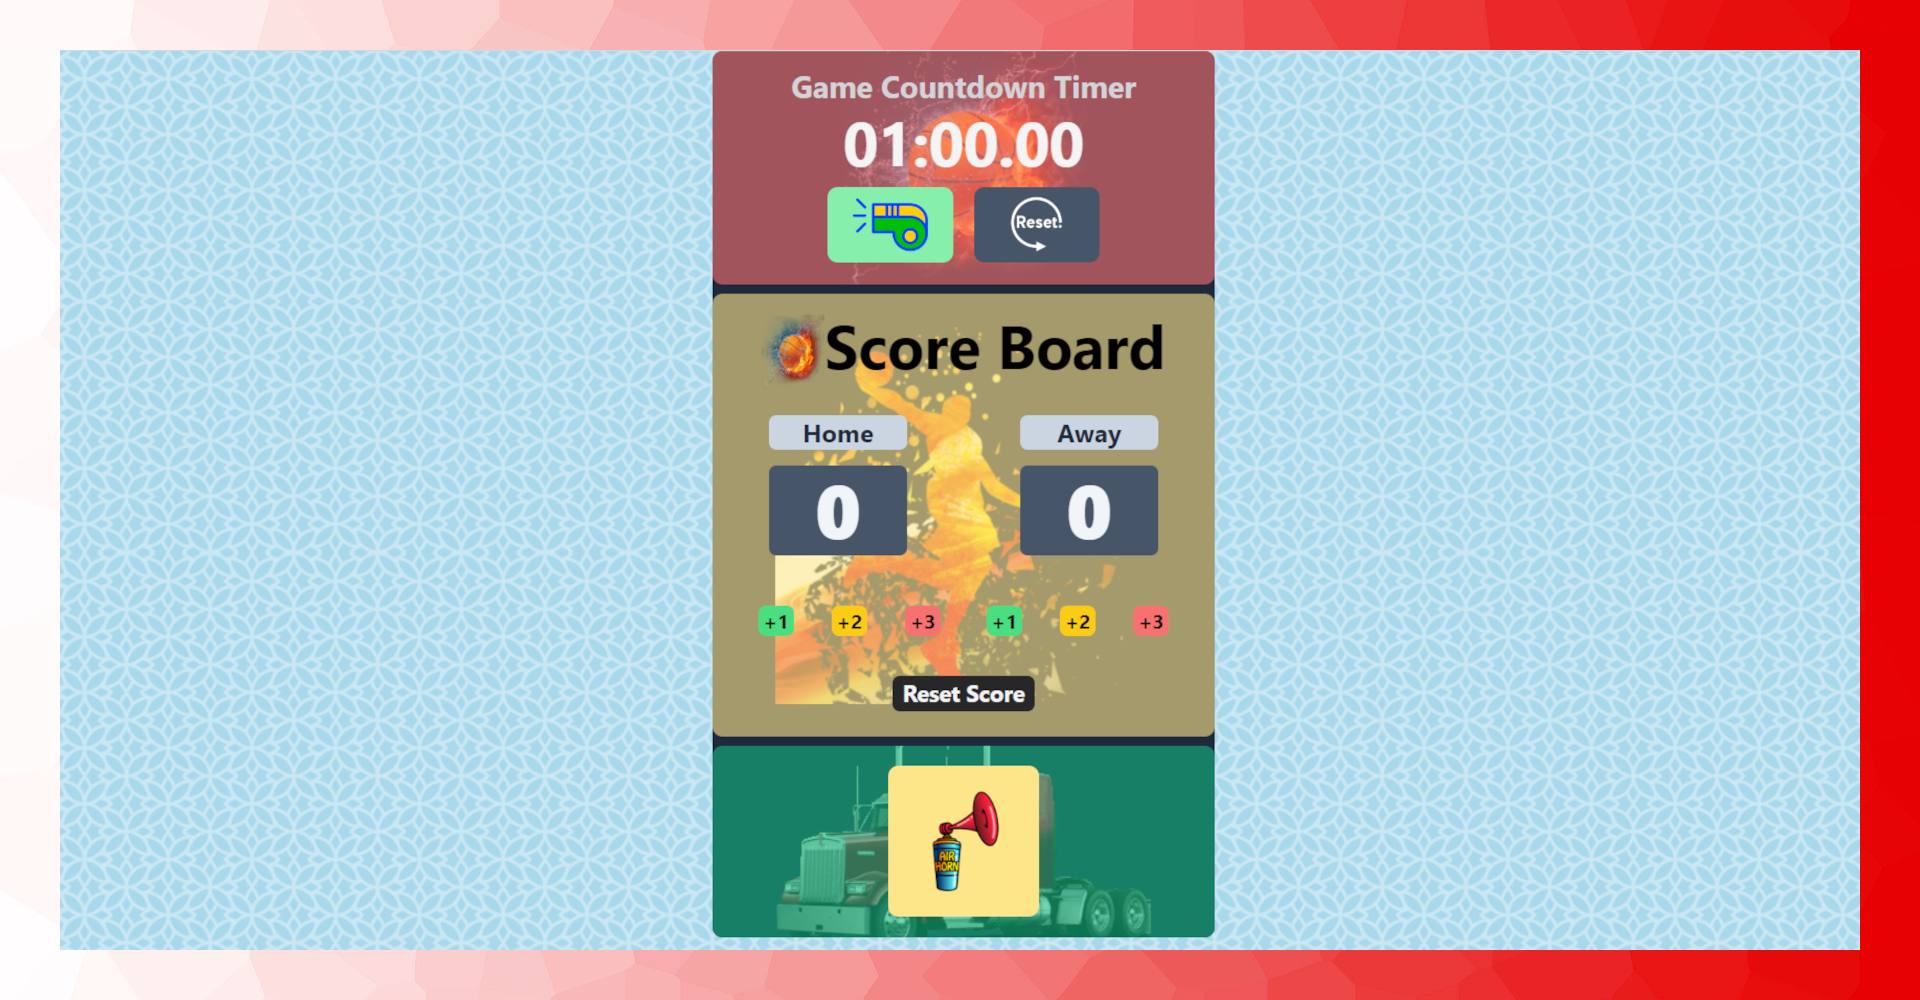 Game Countdown Timer
01:00.00
Reset!
Score Board
Home Away
0 0
+1 +2 +3 +1 +2 +3
Reset Score
AIR
HORN